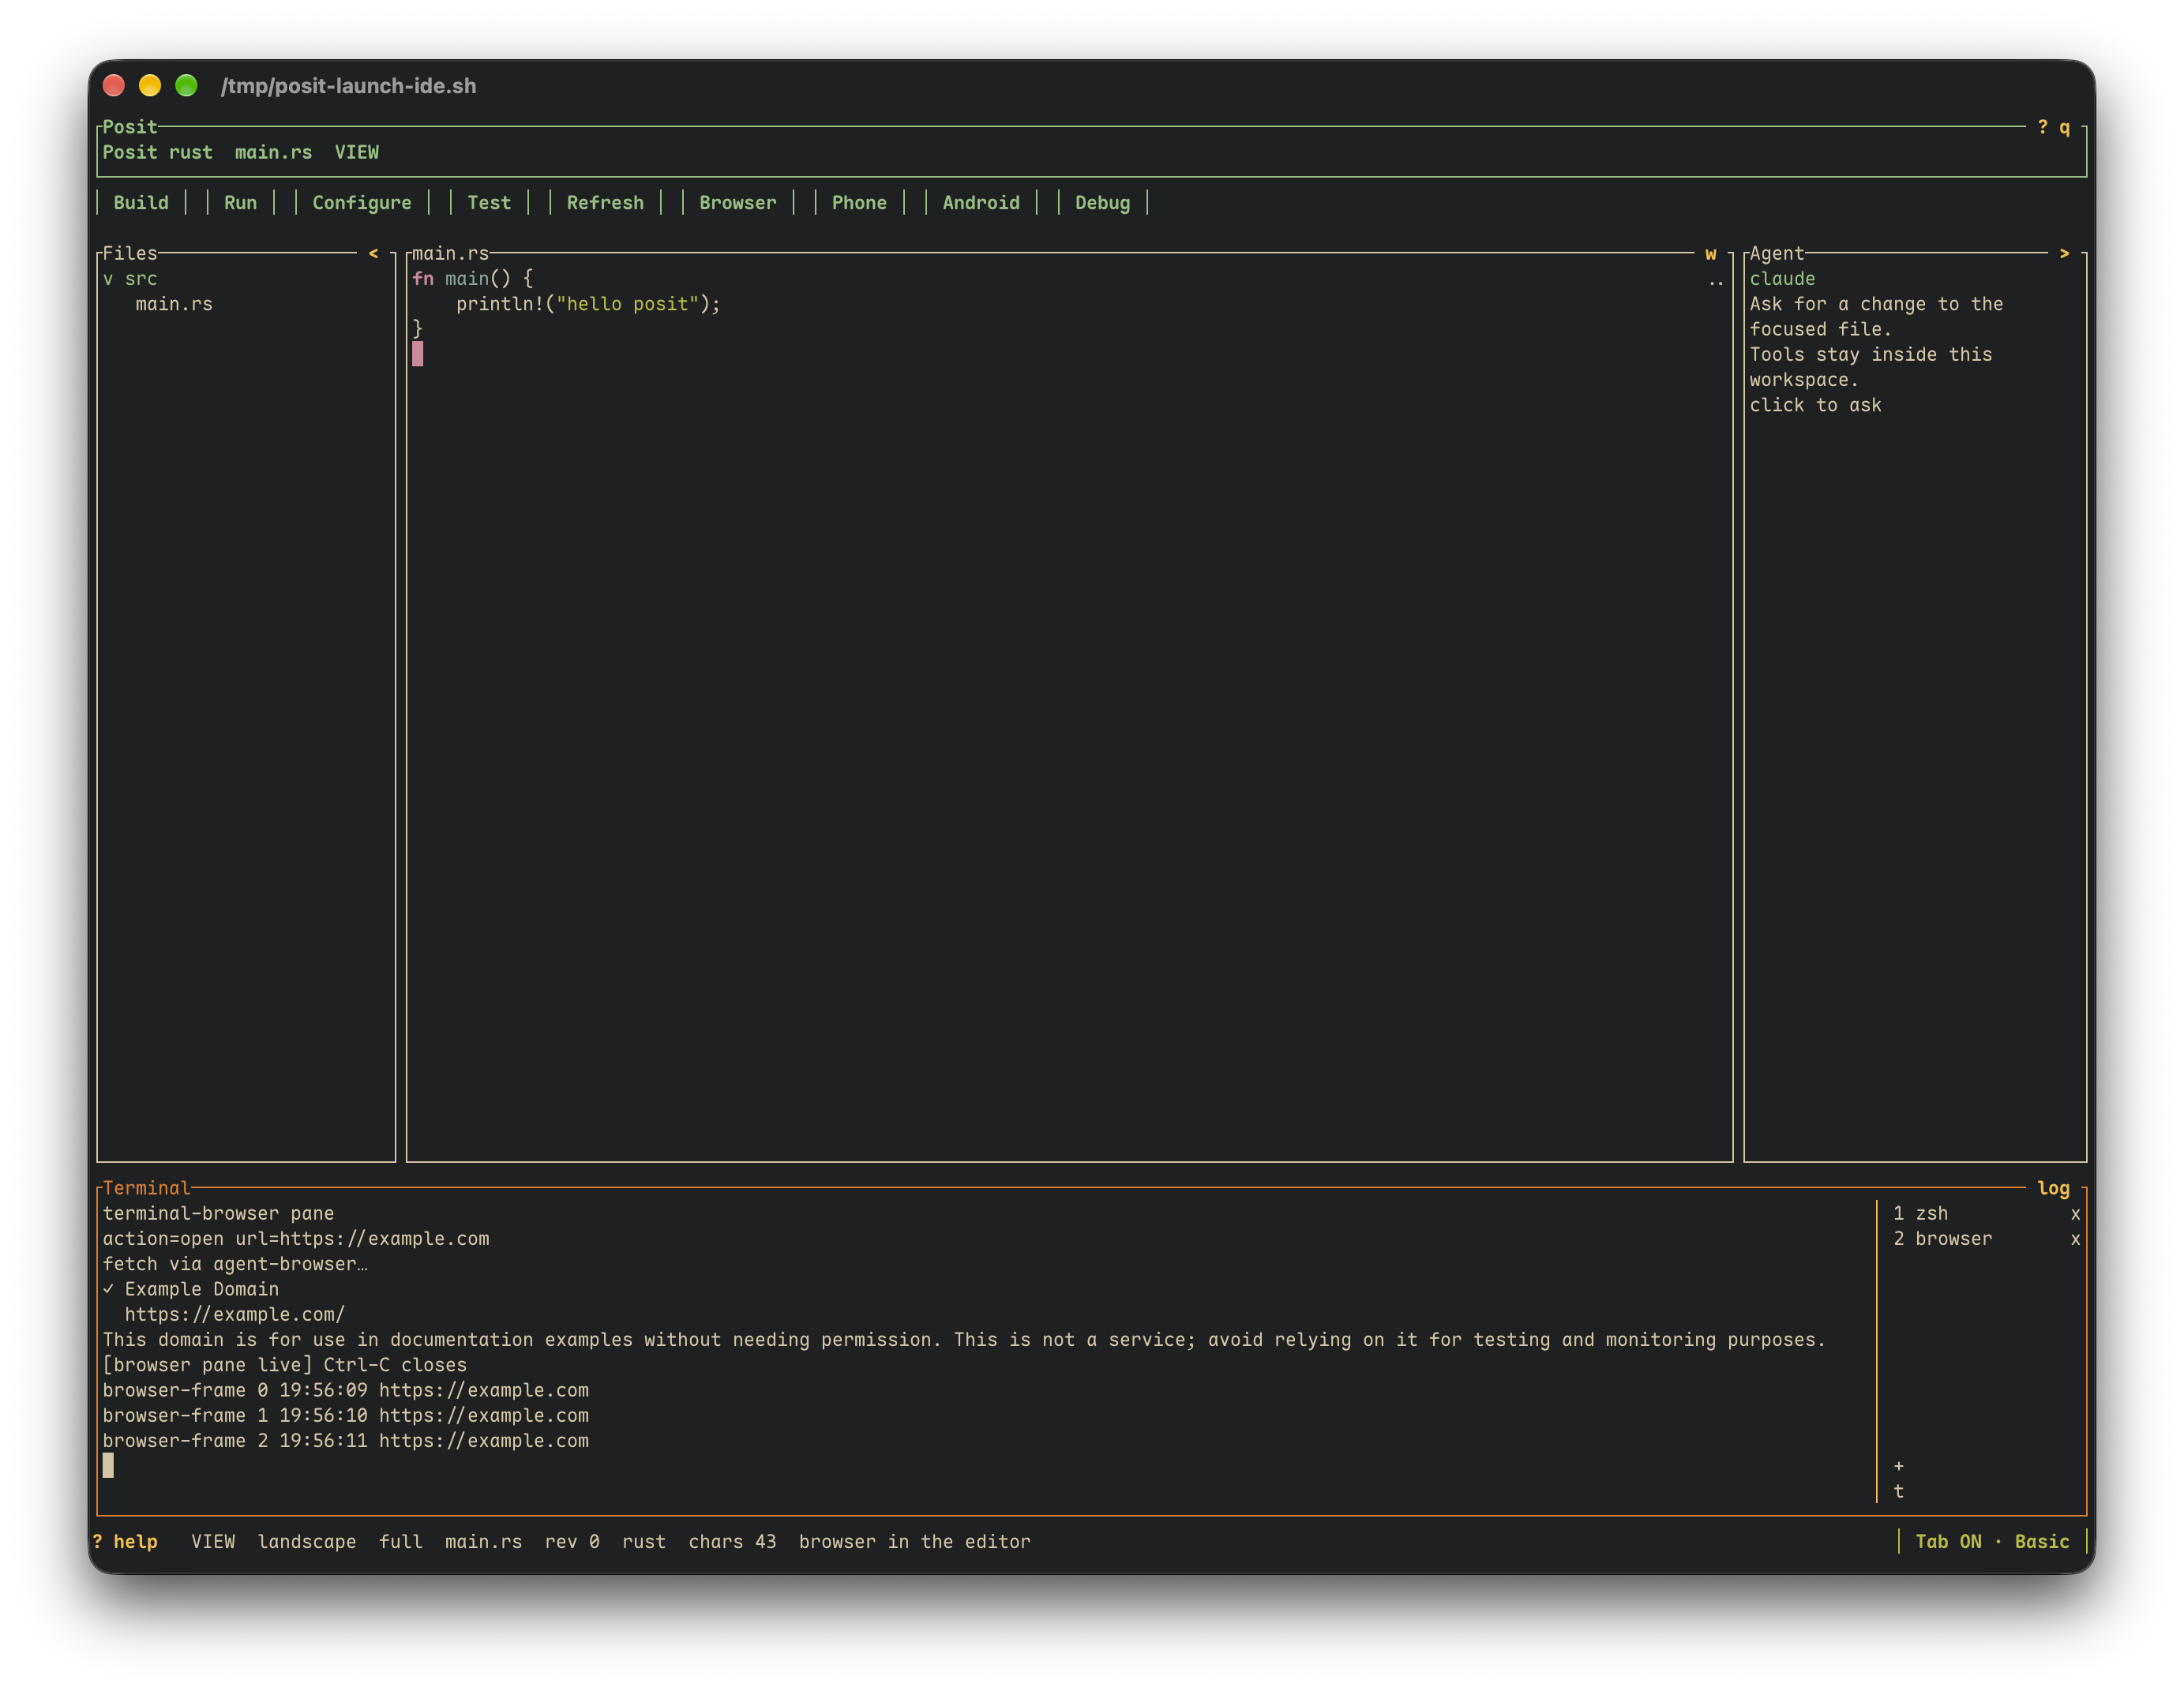 /tmp/posit-launch-ide.sh
Posit ? q
Posit rust main.rs VIEW
Build Run Configure Test Refresh Browser Phone Android Debug
Files <
v src
main.rs
main.rs w
fn main() { ..
println!("hello posit");
}
Agent >
claude
Ask for a change to the
focused file.
Tools stay inside this
workspace.
click to ask
Terminal log
terminal-browser pane
action=open url=https://example.com
fetch via agent-browser…
✓ Example Domain
https://example.com/
This domain is for use in documentation examples without needing permission. This is not a service; avoid relying on it for testing and monitoring purposes.
[browser pane live] Ctrl-C closes
browser-frame 0 19:56:09 https://example.com
browser-frame 1 19:56:10 https://example.com
browser-frame 2 19:56:11 https://example.com
1 zsh x
2 browser x
+
t
? help VIEW landscape full main.rs rev 0 rust chars 43 browser in the editor Tab ON · Basic